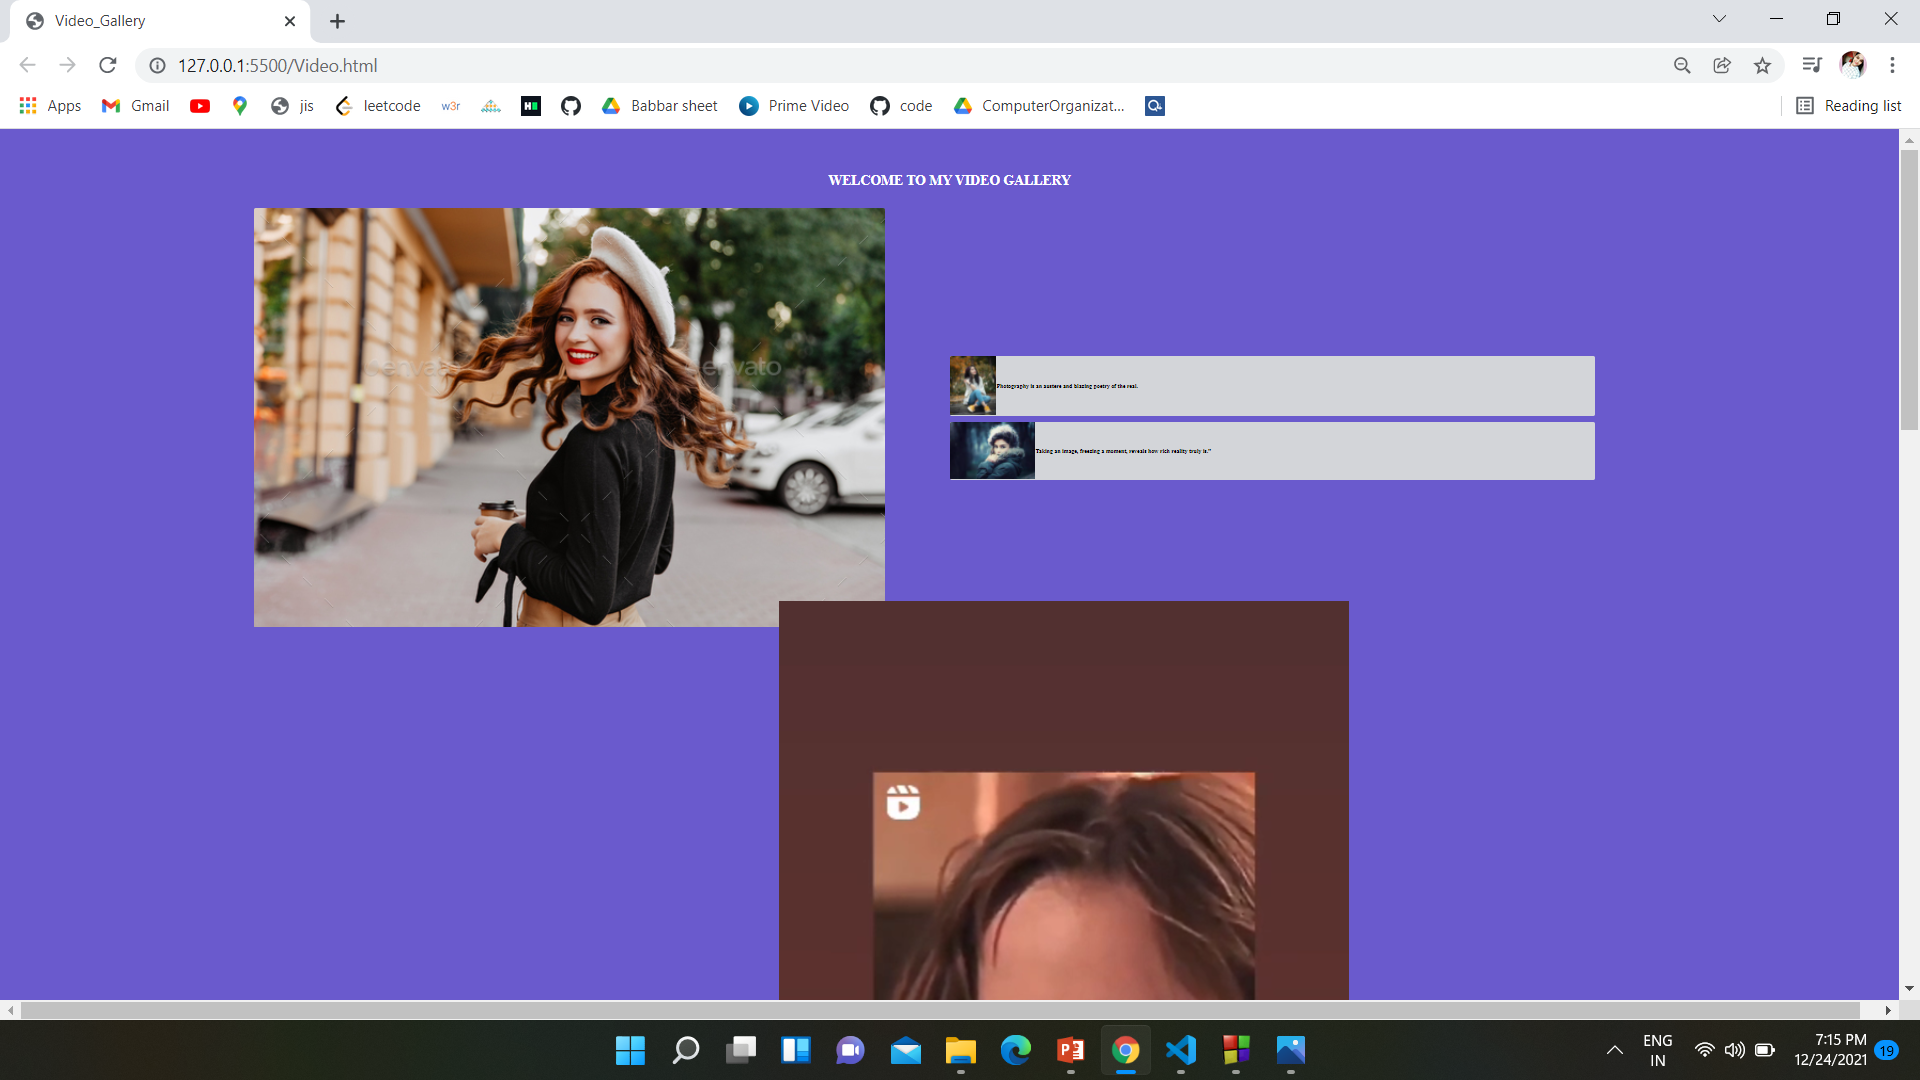 Video_Gallery
127.0.0.1:5500/Video.html
Apps
Gmail
jis
leetcode
w3r
Babbar sheet
Prime Video
code
ComputerOrganizat...
Reading list
WELCOME TO MY VIDEO GALLERY
Photography is an austere and blazing poetry of the real.
Taking an image, freezing a moment, reveals how rich reality truly is."
ENG
IN
7:15 PM
12/24/2021
19